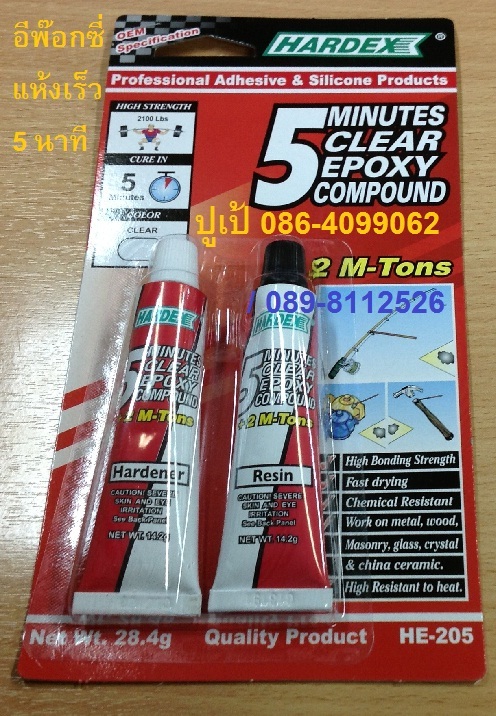 อีพ๊อกซี่
แห้งเร็ว
5 นาที
OEM
Specification
HARDEX ®
Professional Adhesive & Silicone Products
HIGH STRENGTH
2100 Lbs
CURE IN
5
Minutes
COLOR
CLEAR
5 MINUTES
CLEAR
EPOXY
COMPOUND
ปูเป้ 086-4099062
2 M-Tons
/ 089-8112526
HARDEX
5 MINUTES
CLEAR
EPOXY
COMPOUND
2 M-Tons
Hardener
CAUTION: SEVERE
SKIN AND EYE
IRRITATION
See Back Panel
NET WT. 14.2g
HARDEX
5 MINUTES
CLEAR
EPOXY
COMPOUND
2 M-Tons
Resin
CAUTION: SEVERE
SKIN AND EYE
IRRITATION
See Back Panel
NET WT. 14.2g
High Bonding Strength
Fast drying
Chemical Resistant
Work on metal, wood,
Masonry, glass, crystal
& china ceramic.
High Resistant to heat.
Net Wt. 28.4g
Quality Product
HE-205